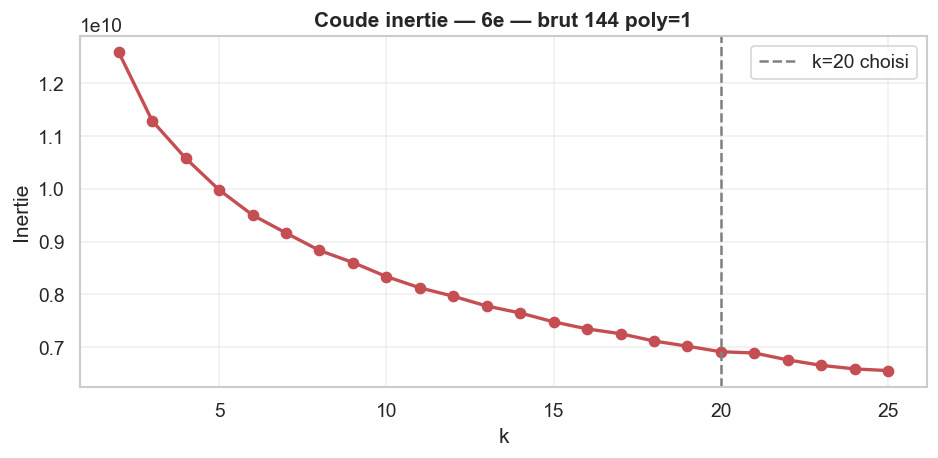 Coude inertie — 6e — brut 144 poly=1
1e10
k=20 choisi
1.2
1.1
1.0
0.9
0.8
0.7
Inertie
5
10
15
20
25
k